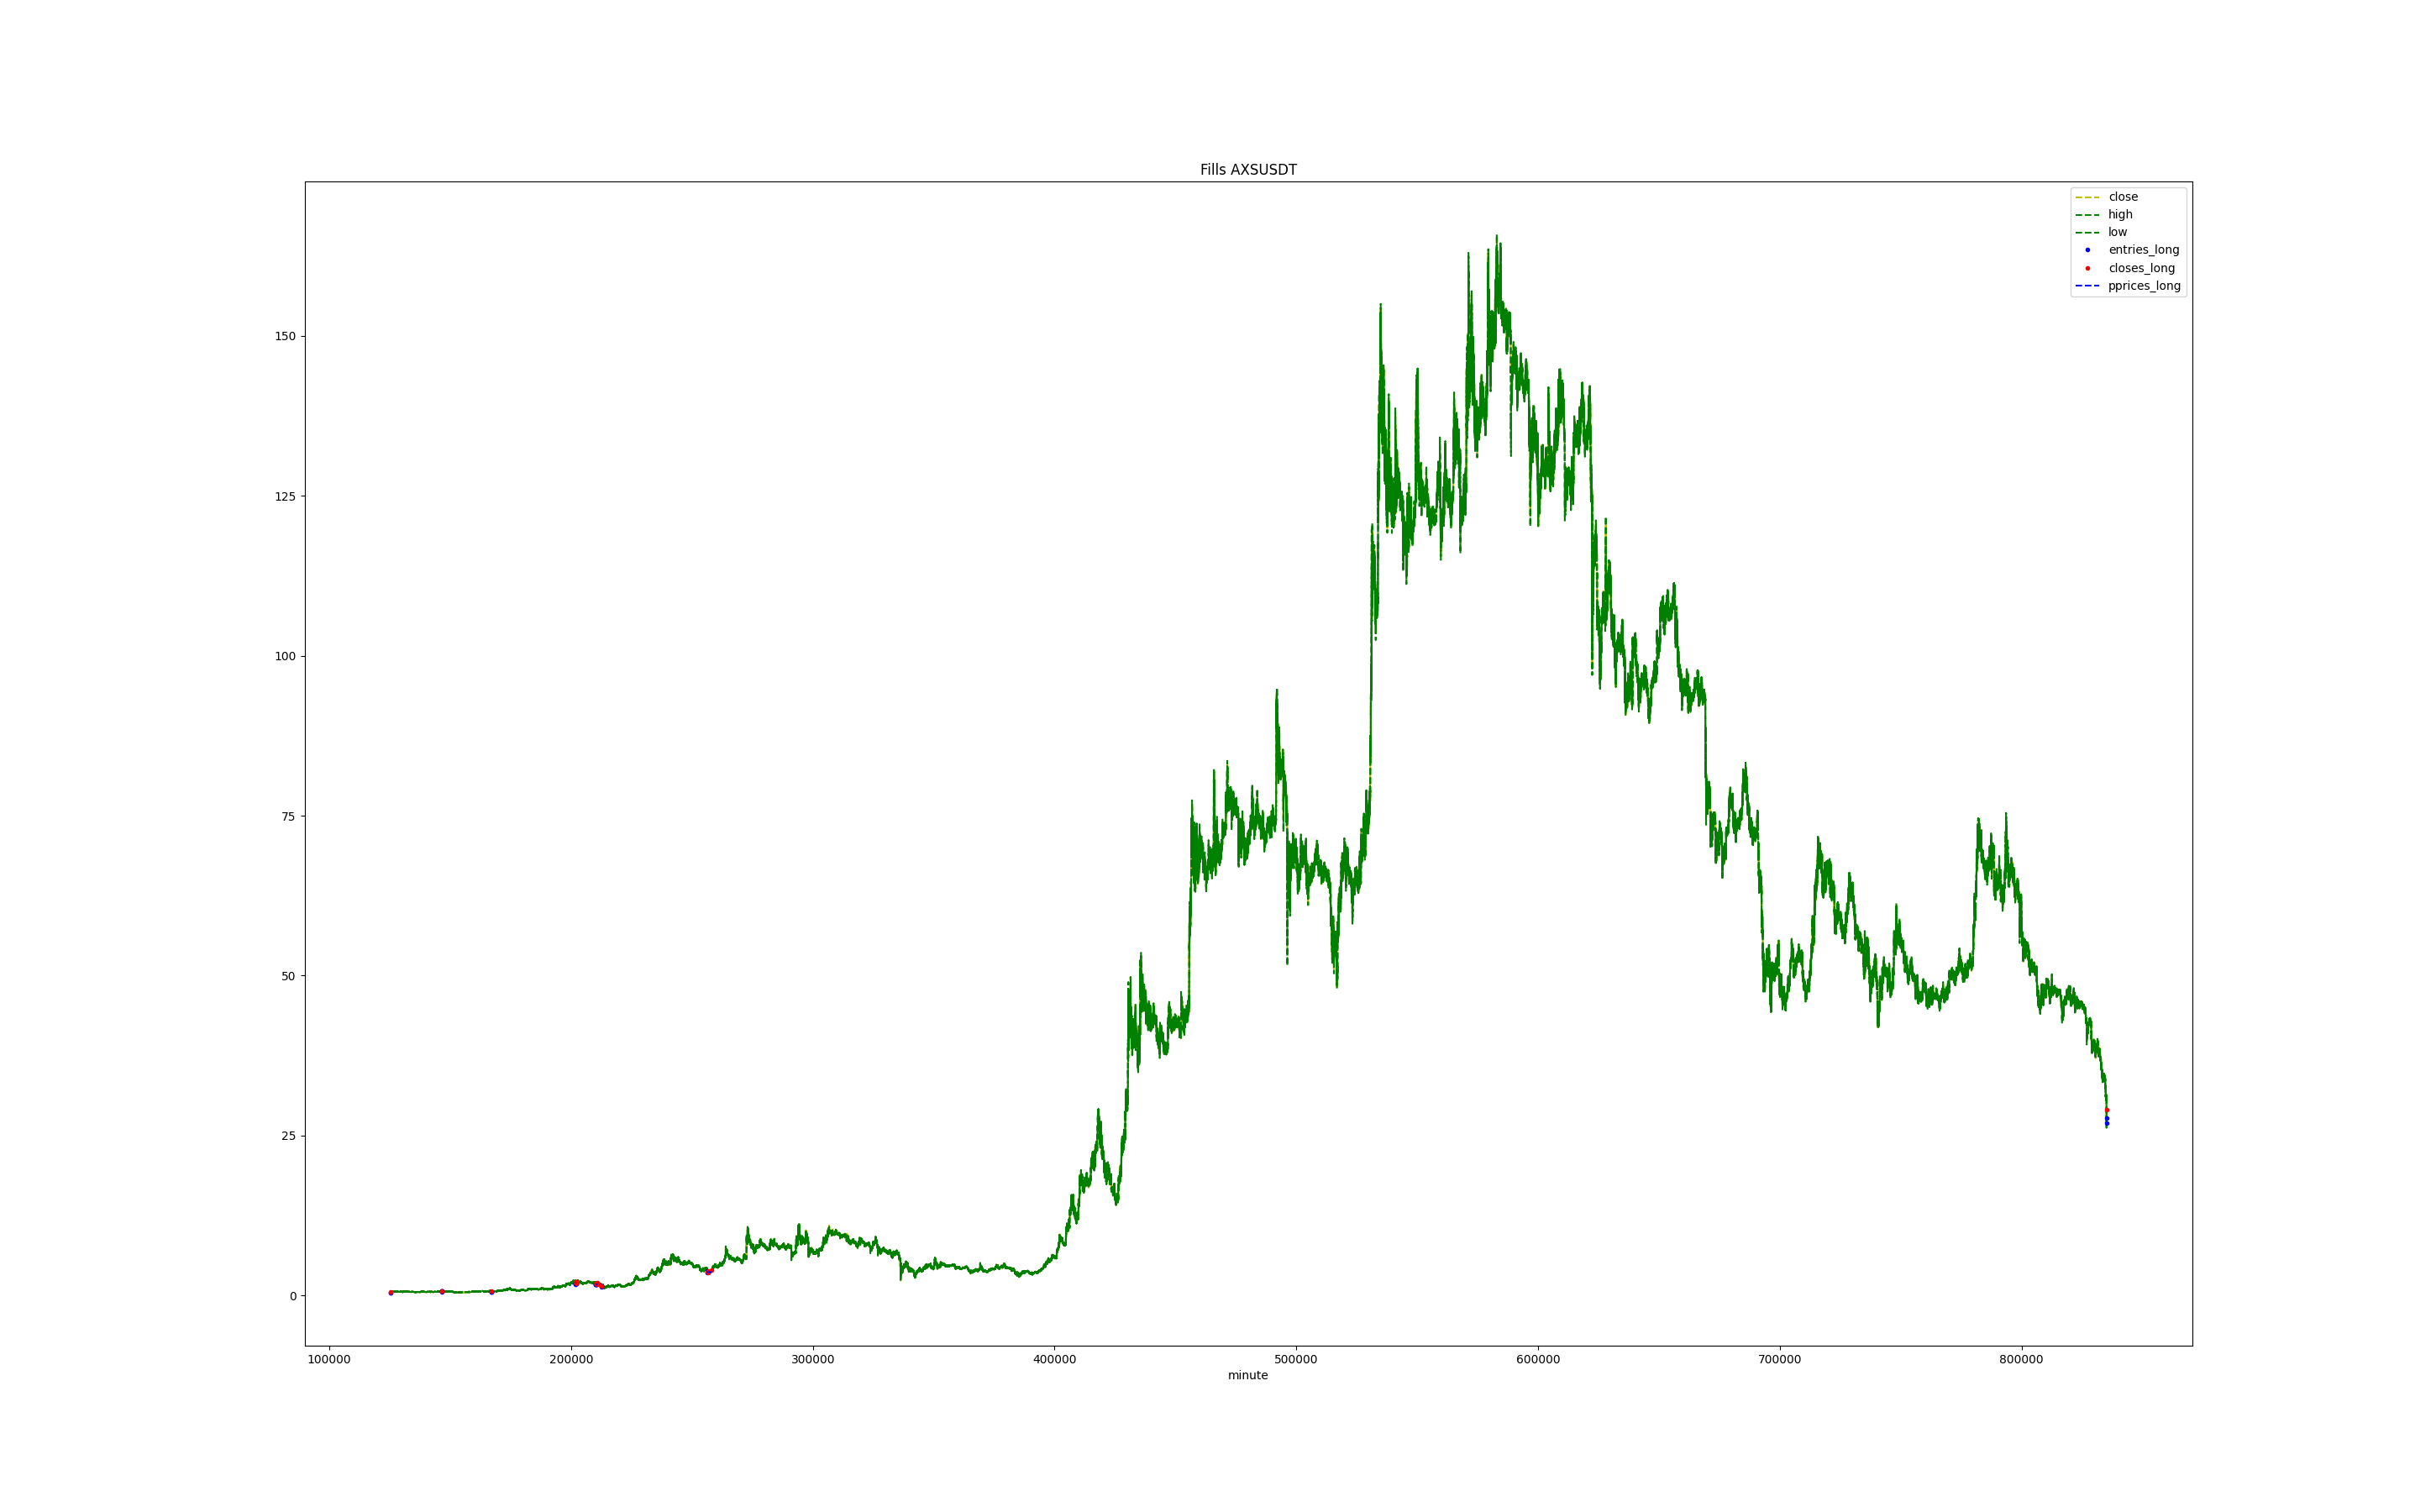 Fills AXSUSDT
close
high
low
entries_long
closes_long
pprices_long
150
125
100
75
50
25
0
100000 200000 300000 400000 500000 600000 700000 800000
minute